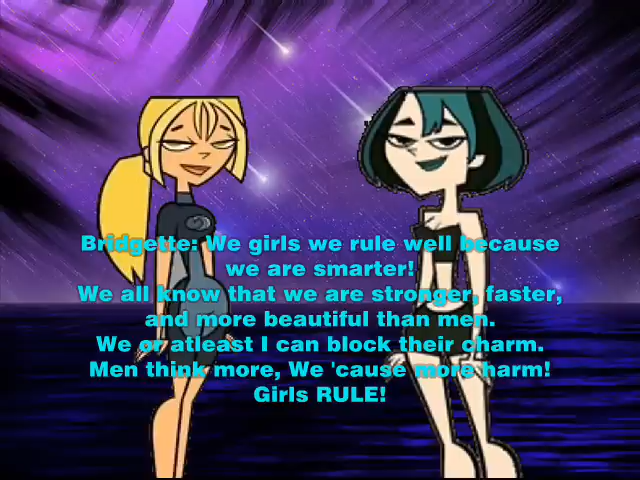 Bridgette: We girls we rule well because
we are smarter!
We all know that we are stronger, faster,
and more beautiful than men.
We or atleast I can block their charm.
Men think more, We 'cause more harm!
Girls RULE!